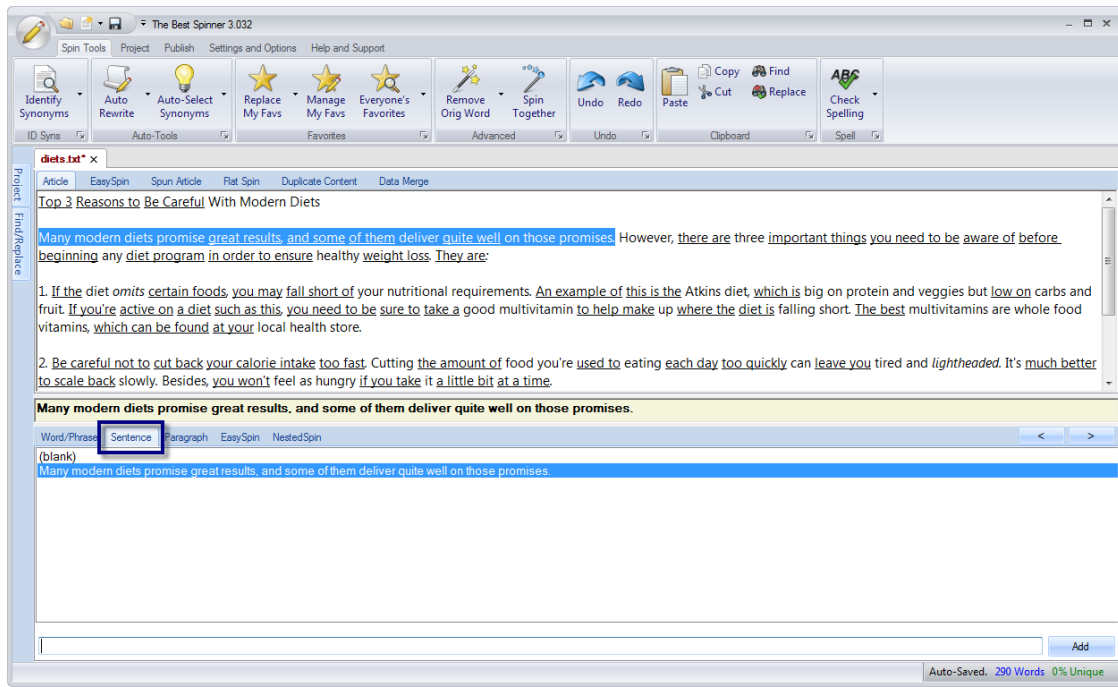 The Best Spinner 3.032
Spin Tools Project Publish Settings and Options Help and Support
Identify Synonyms
Auto Rewrite
Auto-Select Synonyms
Replace My Favs
Manage My Favs
Everyone's Favorites
Remove Orig Word
Spin Together
Undo
Redo
Paste
Copy
Cut
Find
Replace
Check Spelling
ID Syns Auto-Tools Favorites Advanced Undo Clipboard Spell
Project
Find/Replace
diets.txt* ×
Article EasySpin Spun Article Flat Spin Duplicate Content Data Merge
Top 3 Reasons to Be Careful With Modern Diets
Many modern diets promise great results, and some of them deliver quite well on those promises. However, there are three important things you need to be aware of before
beginning any diet program in order to ensure healthy weight loss. They are:
1. If the diet omits certain foods, you may fall short of your nutritional requirements. An example of this is the Atkins diet, which is big on protein and veggies but low on carbs and
fruit. If you're active on a diet such as this, you need to be sure to take a good multivitamin to help make up where the diet is falling short. The best multivitamins are whole food
vitamins, which can be found at your local health store.
2. Be careful not to cut back your calorie intake too fast. Cutting the amount of food you're used to eating each day too quickly can leave you tired and lightheaded. It's much better
to scale back slowly. Besides, you won't feel as hungry if you take it a little bit at a time.
Many modern diets promise great results, and some of them deliver quite well on those promises.
Word/Phrase Sentence Paragraph EasySpin NestedSpin < >
(blank)
Many modern diets promise great results, and some of them deliver quite well on those promises.
Add
Auto-Saved. 290 Words 0% Unique